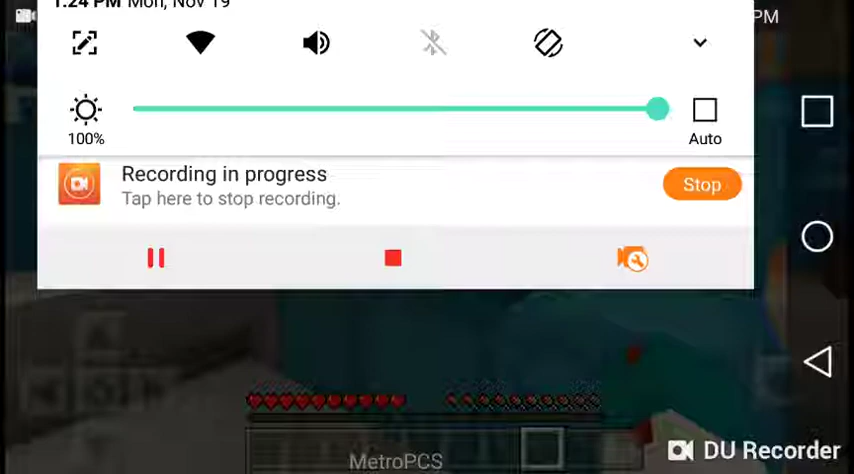 1:24 PM Mon, Nov 19
PM
100%
Auto
Recording in progress
Tap here to stop recording.
Stop
MetroPCS
DU Recorder